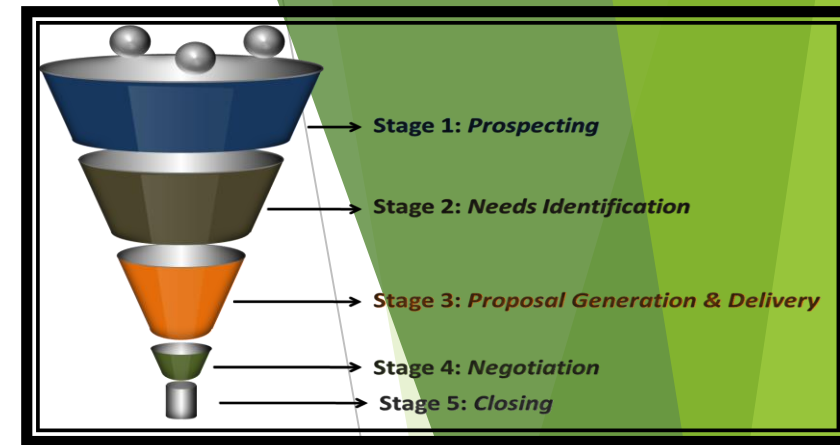 Stage 1: Prospecting
Stage 2: Needs Identification
Stage 3: Proposal Generation & Delivery
Stage 4: Negotiation
Stage 5: Closing